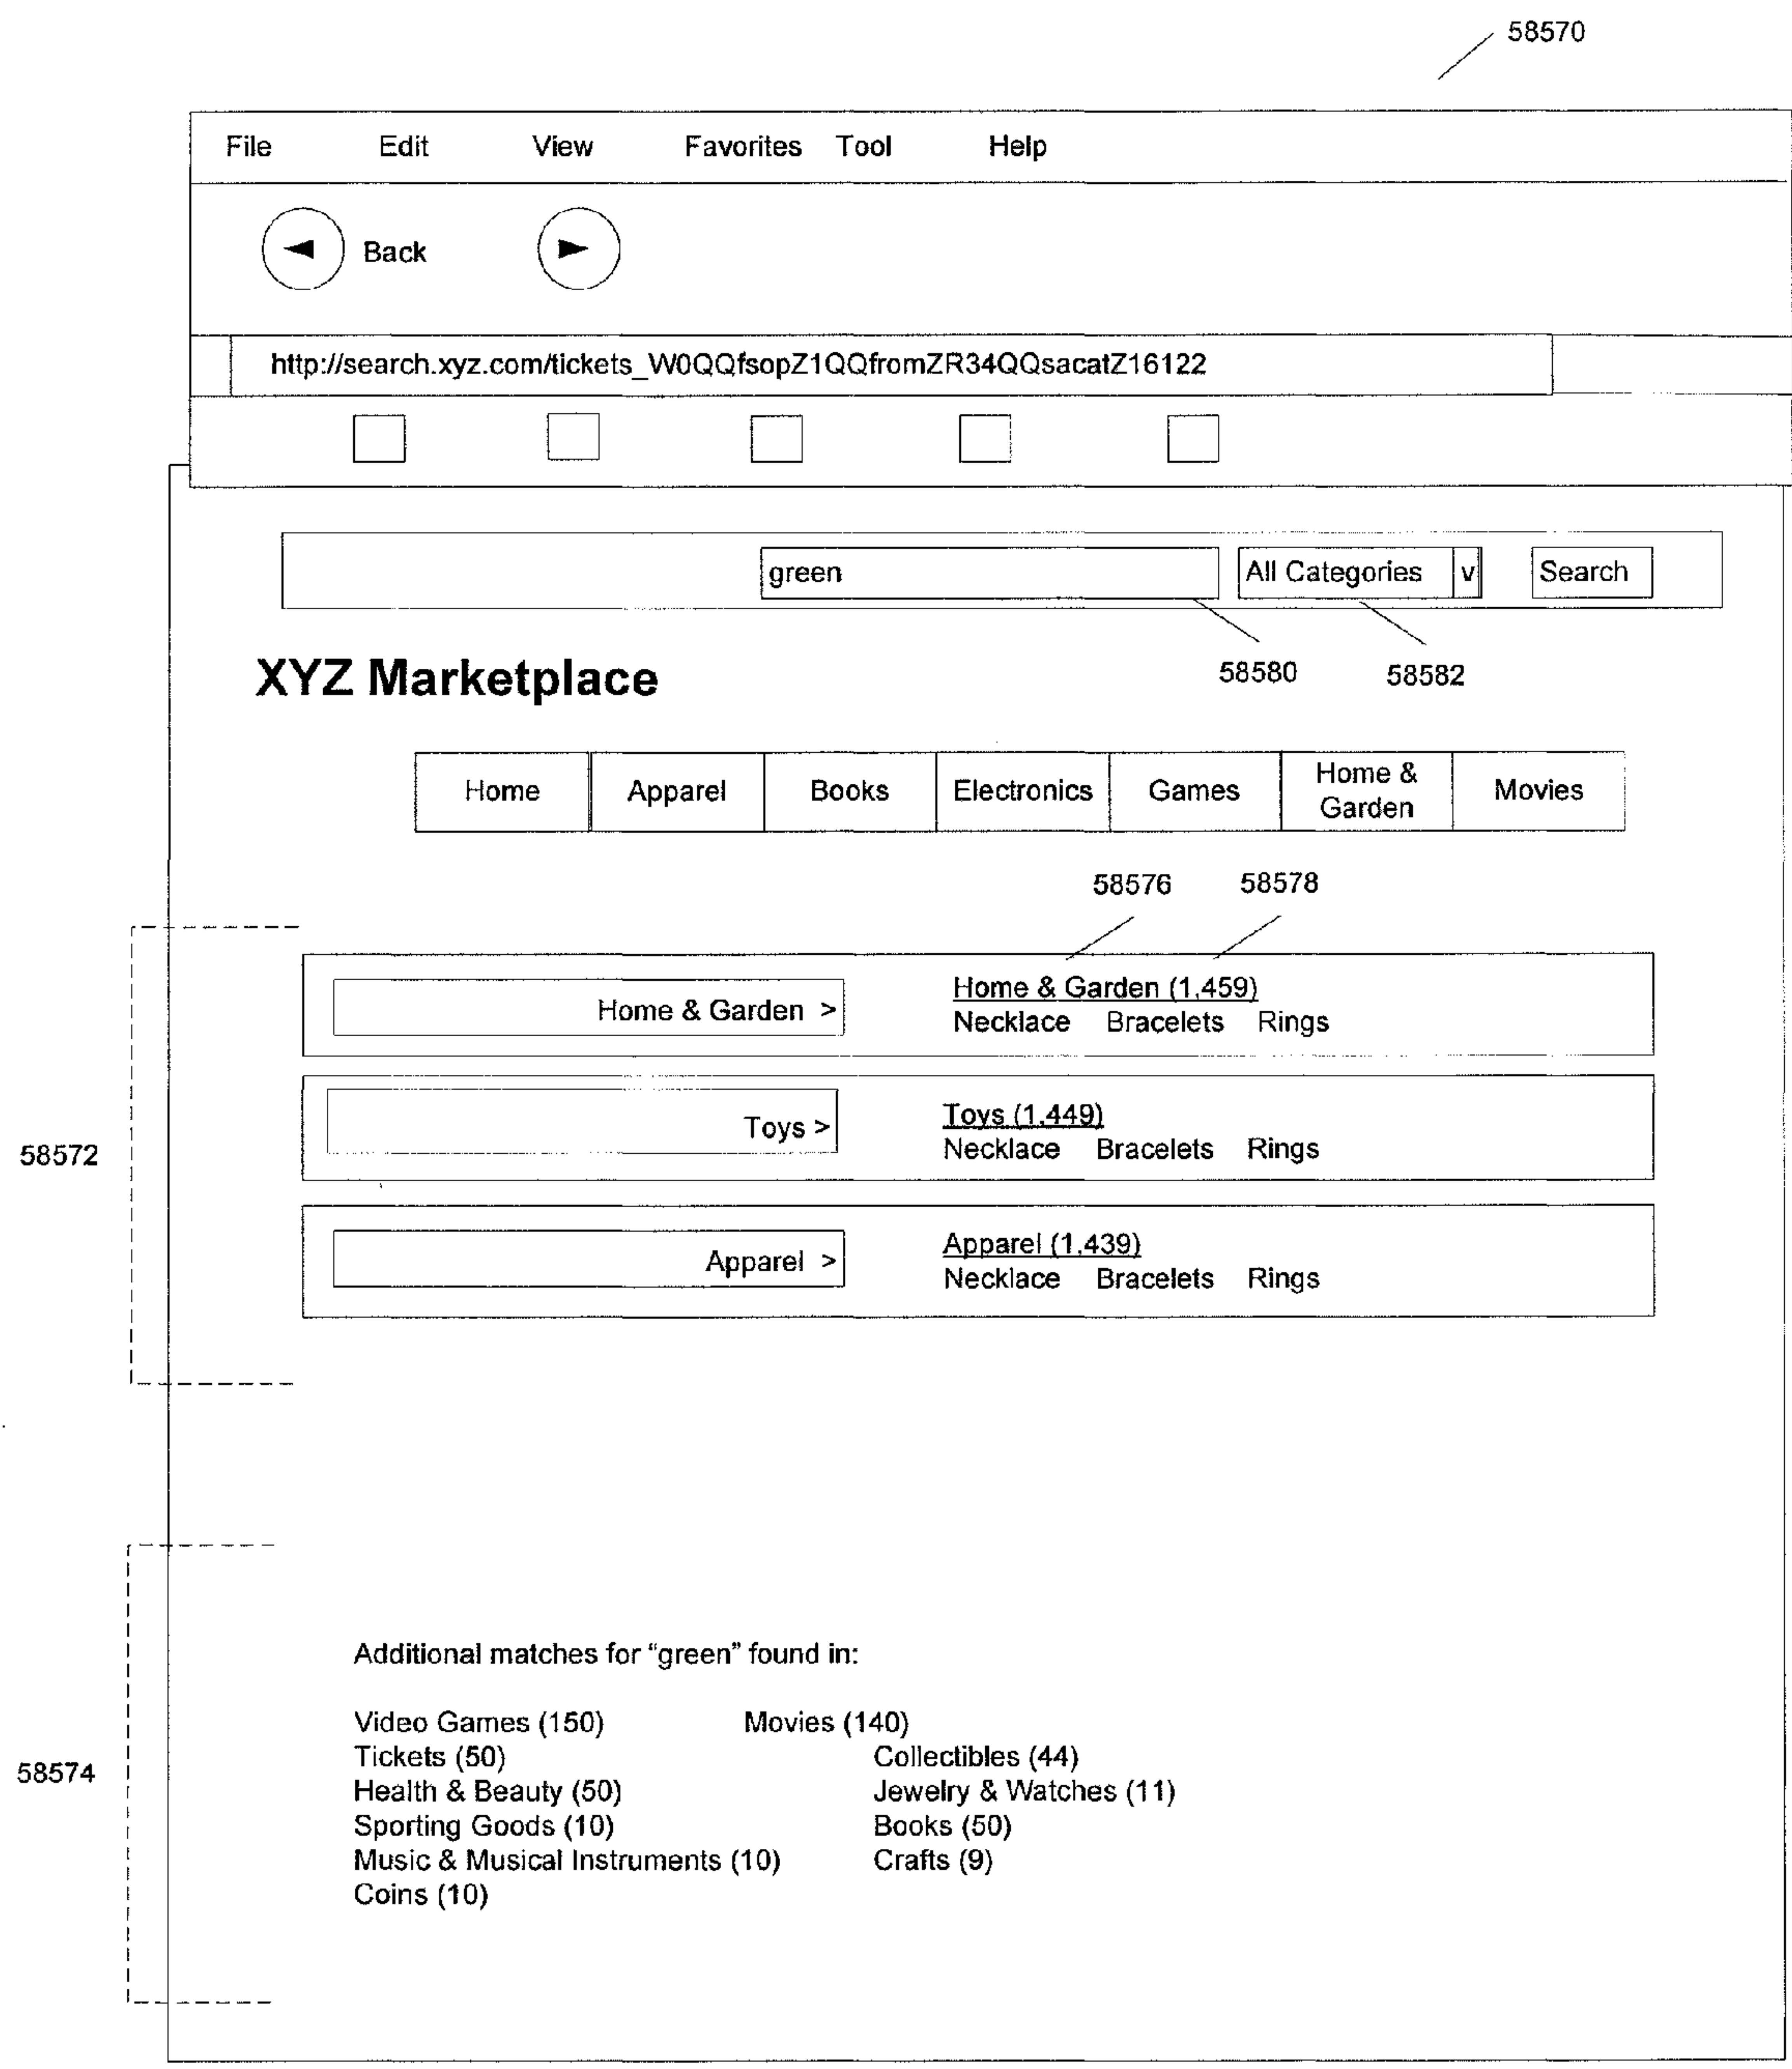 58570
File Edit View Favorites Tool Help
Back
http://search.xyz.com/tickets_W0QQfsopZ1QQfromZR34QQsacatZ16122
green All Categories v Search
58580 58582
XYZ Marketplace
Home Apparel Books Electronics Games Home & Garden Movies
58576 58578
Home & Garden > Home & Garden (1,459)
Necklace Bracelets Rings
58572
Toys > Toys (1,449)
Necklace Bracelets Rings
Apparel > Apparel (1,439)
Necklace Bracelets Rings
58574
Additional matches for “green” found in:
Video Games (150) Movies (140)
Tickets (50) Collectibles (44)
Health & Beauty (50) Jewelry & Watches (11)
Sporting Goods (10) Books (50)
Music & Musical Instruments (10) Crafts (9)
Coins (10)